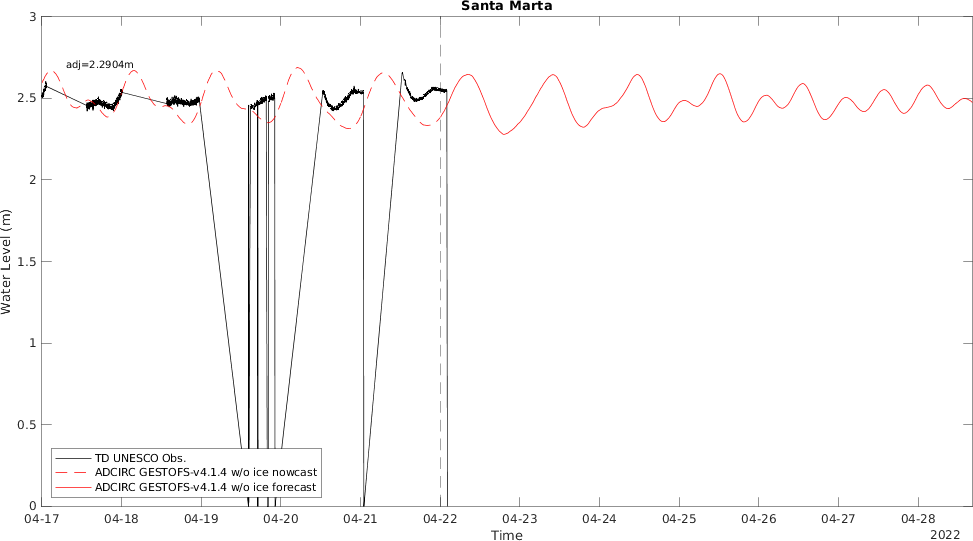 Santa Marta
3
adj=2.2904m
2.5
2
1.5
1
0.5
0
Water Level (m)
TD UNESCO Obs.
ADCIRC GESTOFS-v4.1.4 w/o ice nowcast
ADCIRC GESTOFS-v4.1.4 w/o ice forecast
04-17 04-18 04-19 04-20 04-21 04-22 04-23 04-24 04-25 04-26 04-27 04-28
Time
2022